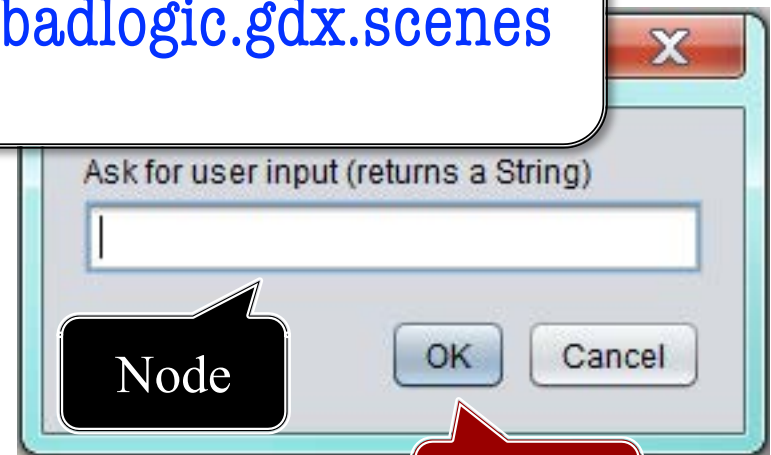 badlogic.gdx.scenes
Ask for user input (returns a String)
Node
OK
Cancel